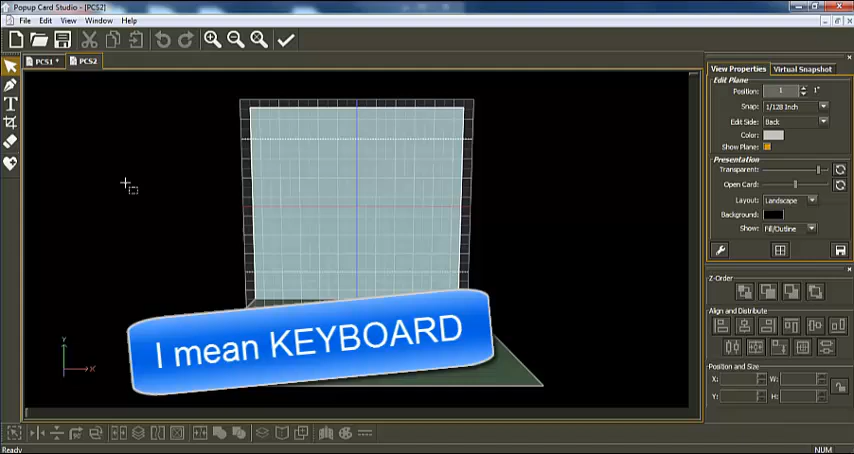 Popup Card Studio - [PCS2]
File Edit View Window Help
PCS1 * PCS2
View Properties Virtual Snapshot
Edit Plane
Position: 1 1"
Snap: 1/128 Inch
Edit Side: Back
Color:
Show Plane:
Presentation
Transparent:
Open Card:
Layout: Landscape
Background:
Show: Fill/Outline
Z-Order
Align and Distribute
Position and Size
X: W:
Y: H:
Y
X
I mean KEYBOARD
Ready NUM